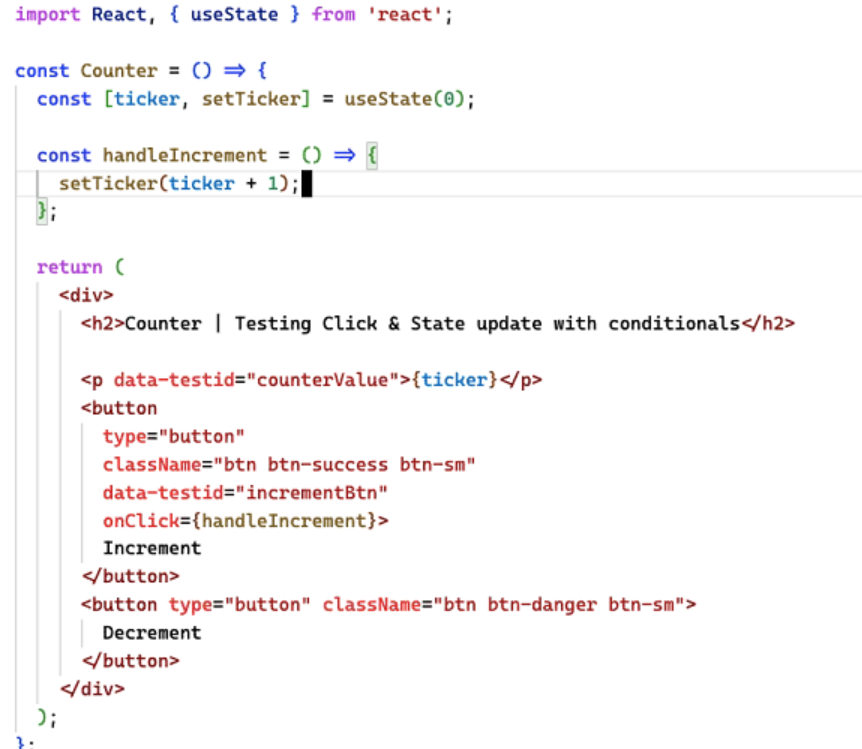 import React, { useState } from 'react';
const Counter = () => {
const [ticker, setTicker] = useState(0);
const handleIncrement = () => {
setTicker(ticker + 1);
};
return (
<div>
<h2>Counter | Testing Click & State update with conditionals</h2>
<p data-testid="counterValue">{ticker}</p>
<button
type="button"
className="btn btn-success btn-sm"
data-testid="incrementBtn"
onClick={handleIncrement}>
Increment
</button>
<button type="button" className="btn btn-danger btn-sm">
Decrement
</button>
</div>
);
};